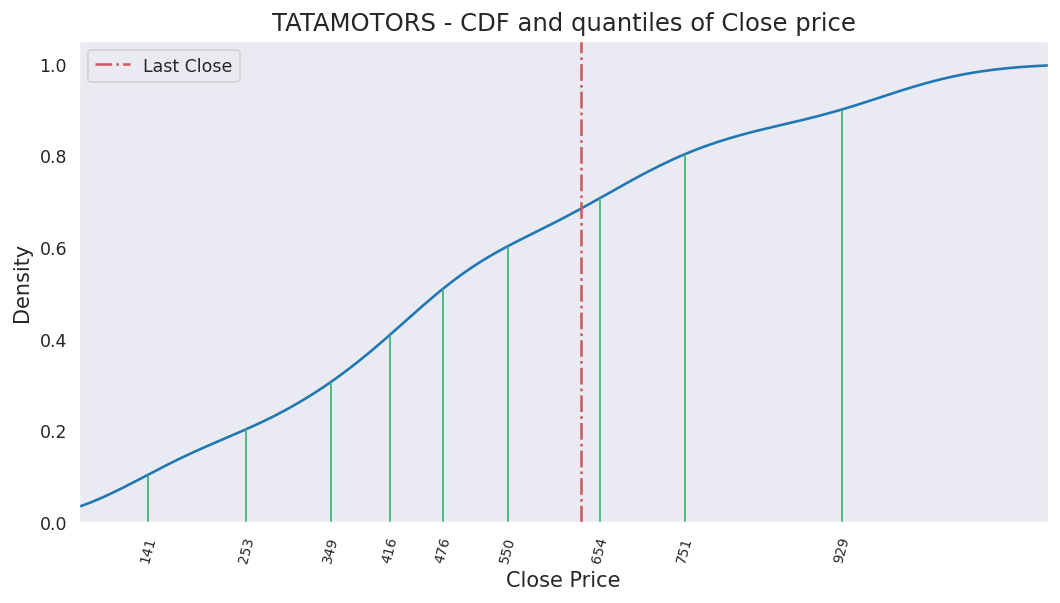 TATAMOTORS - CDF and quantiles of Close price
Last Close
Density
1.0
0.8
0.6
0.4
0.2
0.0
141 253 349 416 476 550 654 751 929
Close Price